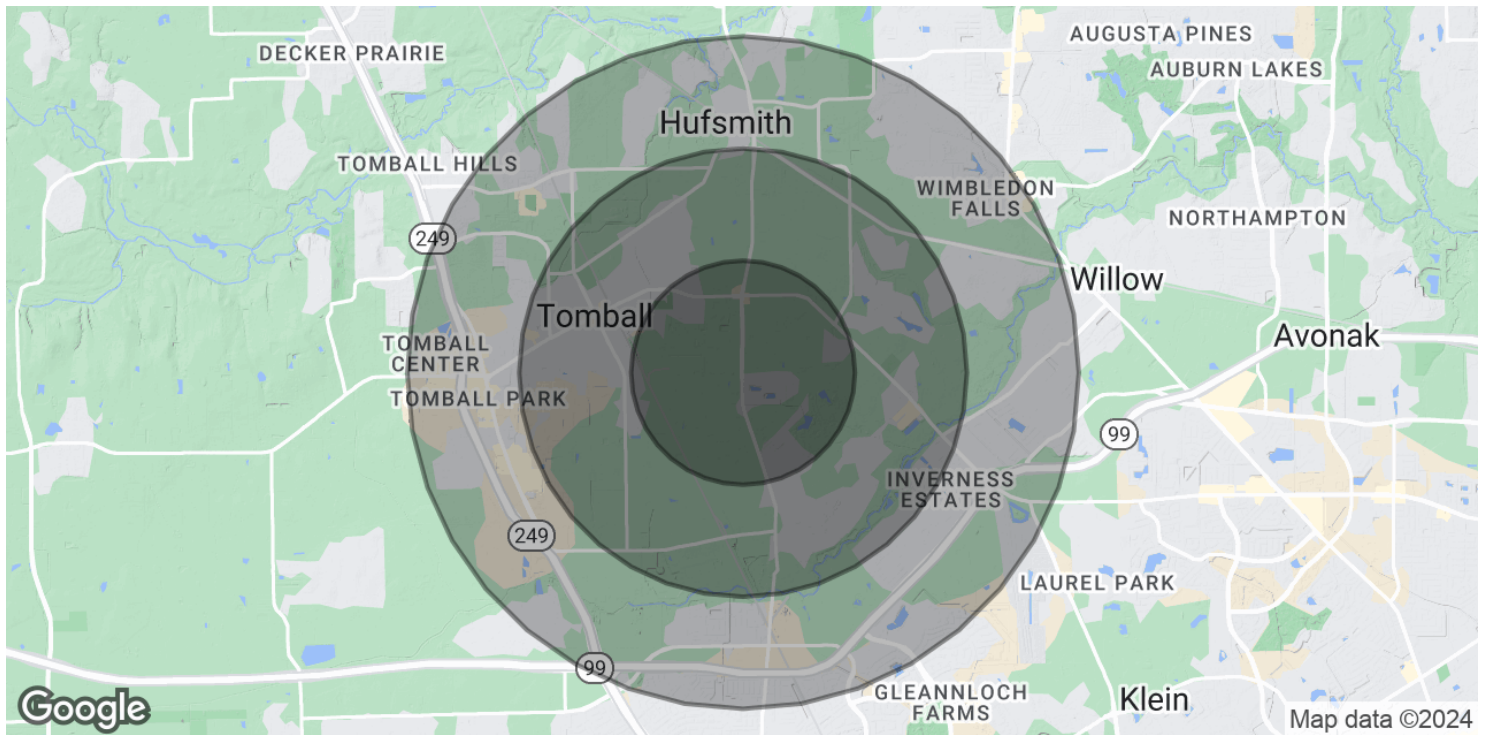 DECKER PRAIRIE
AUGUSTA PINES
AUBURN LAKES
Hufsmith
TOMBALL HILLS
WIMBLEDON
FALLS
NORTHAMPTON
249
Willow
Tomball
Avonak
TOMBALL
CENTER
TOMBALL PARK
99
INVERNESS
ESTATES
249
LAUREL PARK
99
GLEANNLOCH
FARMS
Klein
Google
Map data ©2024